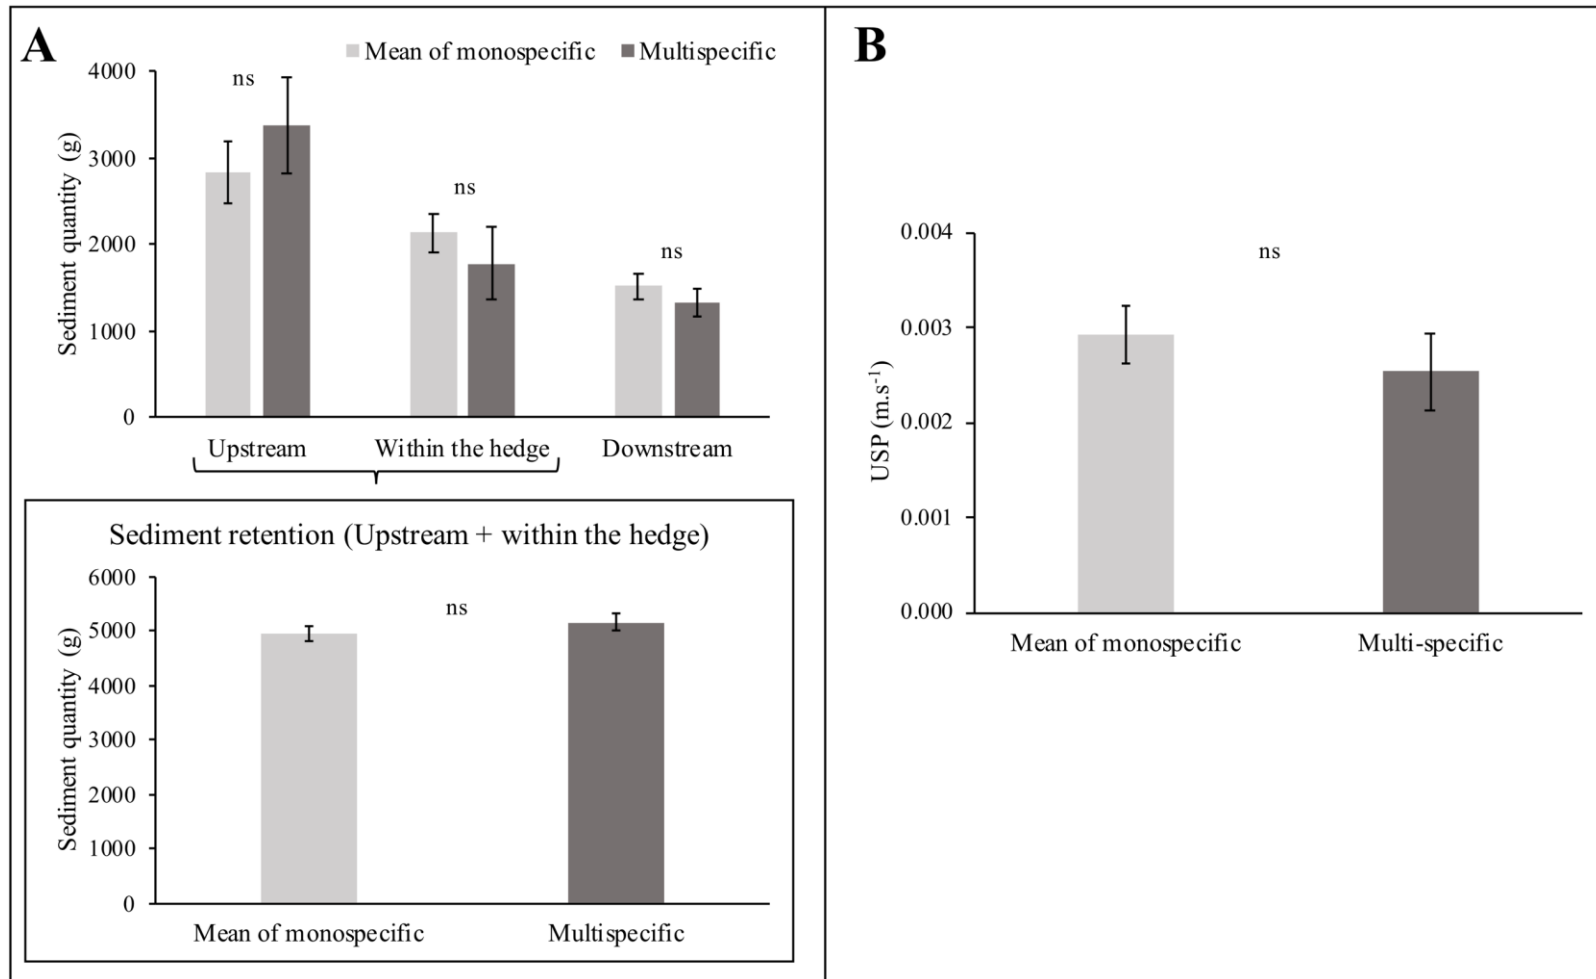 A
Mean of monospecific
Multispecific
Sediment quantity (g)
4000
3000
2000
1000
0
ns
ns
ns
Upstream
Within the hedge
Downstream
Sediment retention (Upstream + within the hedge)
Sediment quantity (g)
6000
5000
4000
3000
2000
1000
0
ns
Mean of monospecific
Multispecific
B
USP (m.s⁻¹)
0.004
0.003
0.002
0.001
0.000
ns
Mean of monospecific
Multi-specific